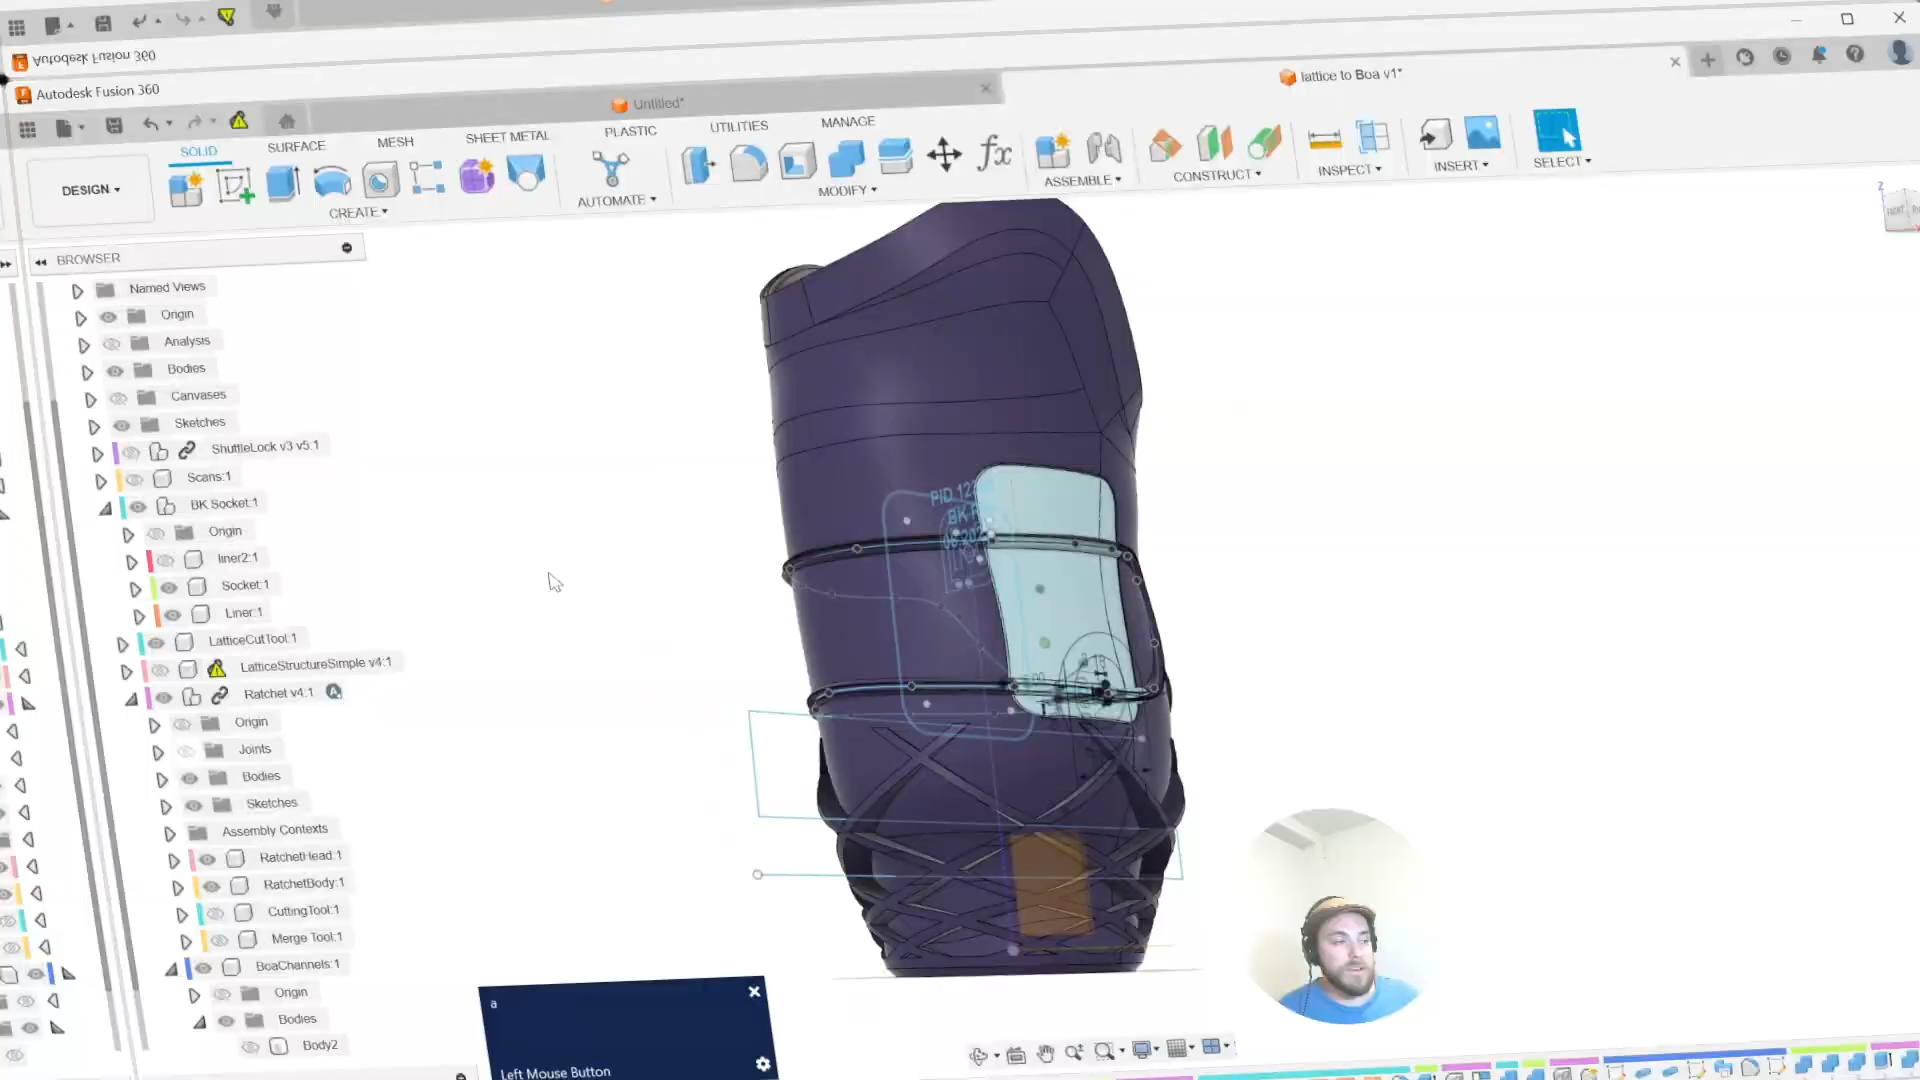 Autodesk Fusion 360
Autodesk Fusion 360
Untitled*
lattice to Boa v1*
SOLID
SURFACE
MESH
SHEET METAL
PLASTIC
UTILITIES
MANAGE
DESIGN
CREATE
AUTOMATE
MODIFY
fx
ASSEMBLE
CONSTRUCT
INSPECT
INSERT
SELECT
Z
FRONT
BROWSER
Named Views
Origin
Analysis
Bodies
Canvases
Sketches
ShuttleLock v3 v5:1
Scans:1
BK Socket:1
Origin
liner2:1
Socket:1
Liner:1
LatticeCutTool:1
LatticeStructureSimple v4:1
Ratchet v4:1
Origin
Joints
Bodies
Sketches
Assembly Contexts
RatchetHead:1
RatchetBody:1
CuttingTool:1
Merge Tool:1
BoaChannels:1
Origin
Bodies
Body2
a
Left Mouse Button